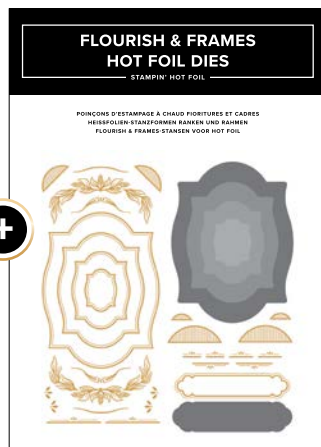 FLOURISH & FRAMES
HOT FOIL DIES
STAMPIN' HOT FOIL
POINÇONS D'ESTAMPAGE À CHAUD FIORITURES ET CADRES
HEISSFOLIEN-STANZFORMEN RANKEN UND RAHMEN
FLOURISH & FRAMES-STANSEN VOOR HOT FOIL
+